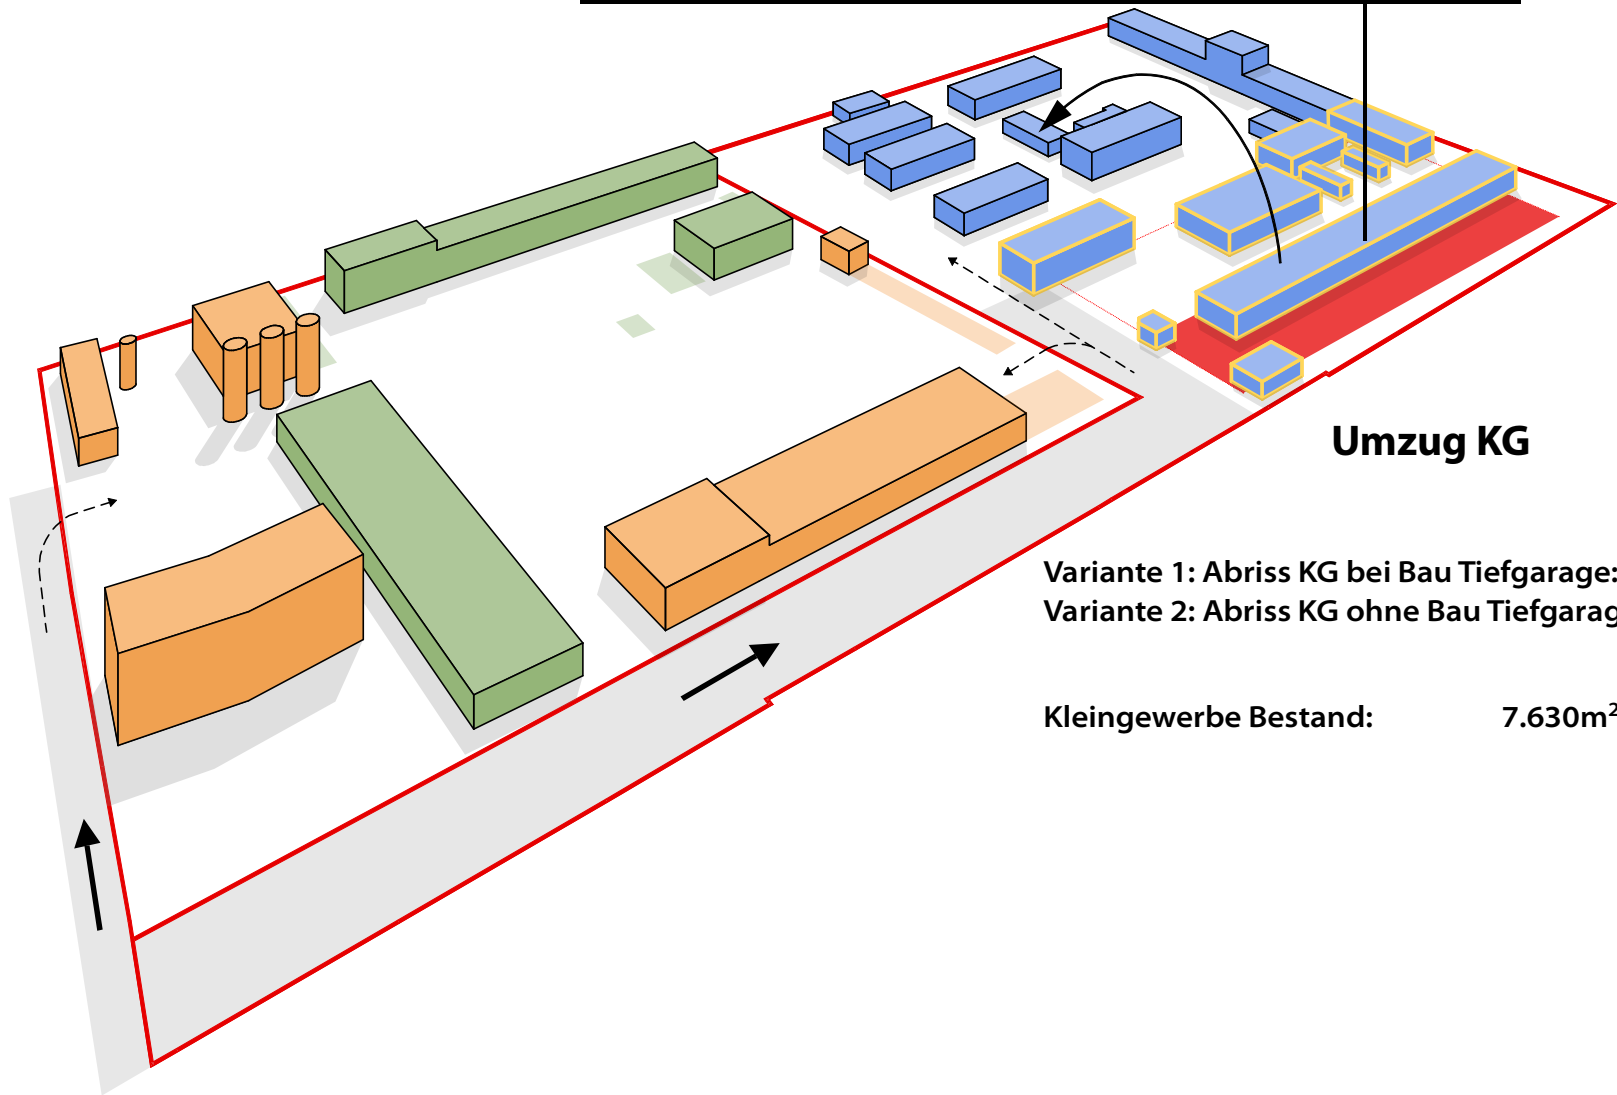 Umzug KG
Variante 1: Abriss KG bei Bau Tiefgarage:
Variante 2: Abriss KG ohne Bau Tiefgarag
Kleingewerbe Bestand: 7.630m²